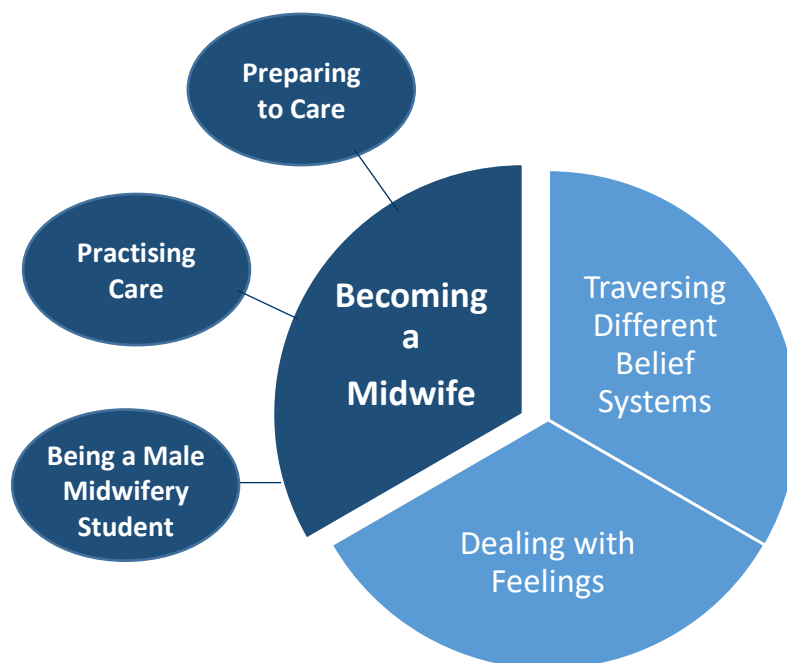 Preparing
to Care
Practising
Care
Being a Male
Midwifery
Student
Becoming
a
Midwife
Traversing
Different
Belief
Systems
Dealing with
Feelings